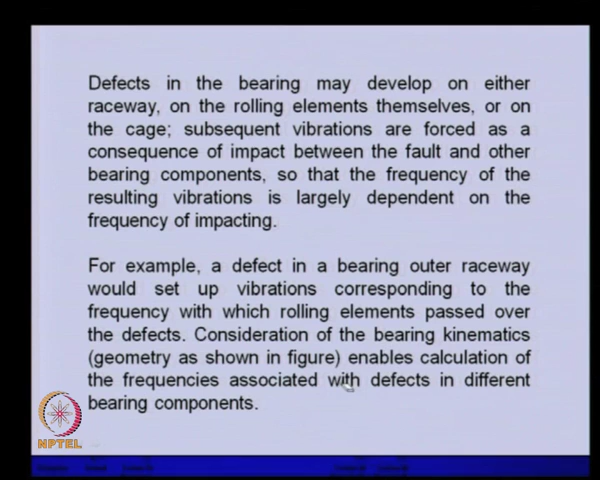 Defects in the bearing may develop on either
raceway, on the rolling elements themselves, or on
the cage; subsequent vibrations are forced as a
consequence of impact between the fault and other
bearing components, so that the frequency of the
resulting vibrations is largely dependent on the
frequency of impacting.
For example, a defect in a bearing outer raceway
would set up vibrations corresponding to the
frequency with which rolling elements passed over
the defects. Consideration of the bearing kinematics
(geometry as shown in figure) enables calculation of
the frequencies associated with defects in different
bearing components.
NPTEL